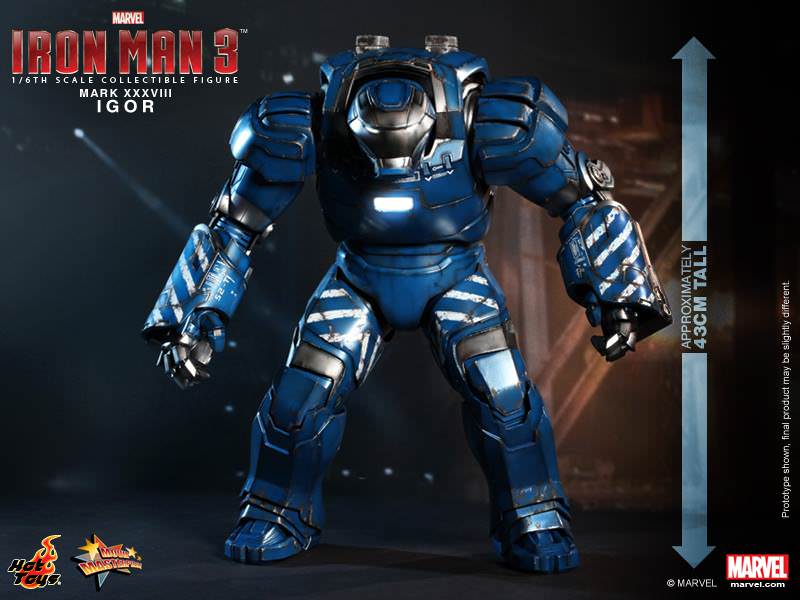 MARVEL
IRON MAN 3™
1/6TH SCALE COLLECTIBLE FIGURE
MARK XXXVIII
IGOR
APPROXIMATELY
43CM TALL
Prototype shown, final product may be slightly different.
Hot Toys
Movie Masterpiece
© MARVEL
MARVEL
marvel.com